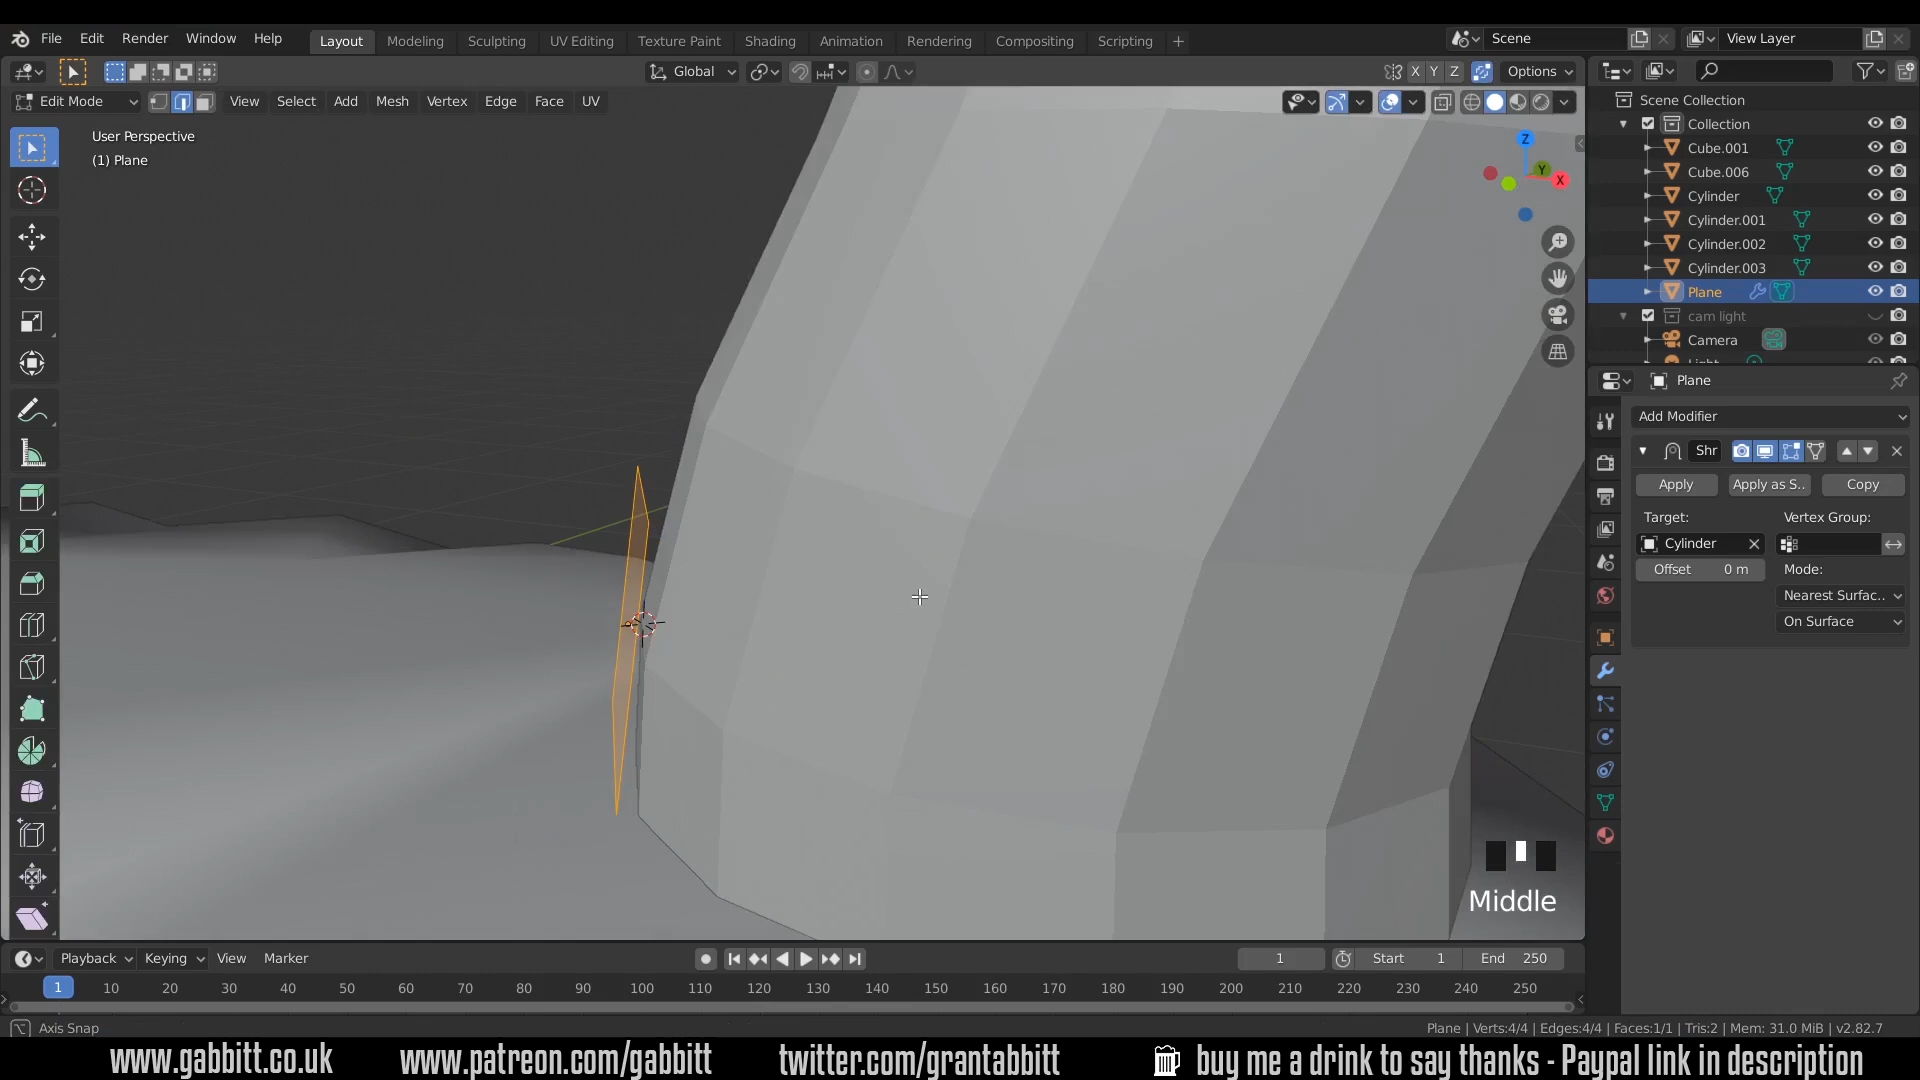 File Edit Render Window Help
Layout Modeling Sculpting UV Editing Texture Paint Shading Animation Rendering Compositing Scripting +
Scene
View Layer
Global
X Y Z
Options
Edit Mode
View Select Add Mesh Vertex Edge Face UV
User Perspective
(1) Plane
Z
Y
X
Scene Collection
Collection
Cube.001
Cube.006
Cylinder
Cylinder.001
Cylinder.002
Cylinder.003
Plane
cam light
Camera
Light
Plane
Add Modifier
Shr
Apply
Apply as S..
Copy
Target:
Vertex Group:
Cylinder
Offset 0 m
Mode:
Nearest Surfac..
On Surface
Middle
Playback Keying View Marker
1
Start 1
End 250
1 10 20 30 40 50 60 70 80 90 100 110 120 130 140 150 160 170 180 190 200 210 220 230 240 250
Axis Snap
Plane | Verts:4/4 | Edges:4/4 | Faces:1/1 | Tris:2 | Mem: 31.0 MiB | v2.82.7
www.gabbitt.co.uk www.patreon.com/gabbitt twitter.com/grantabbitt buy me a drink to say thanks - Paypal link in description